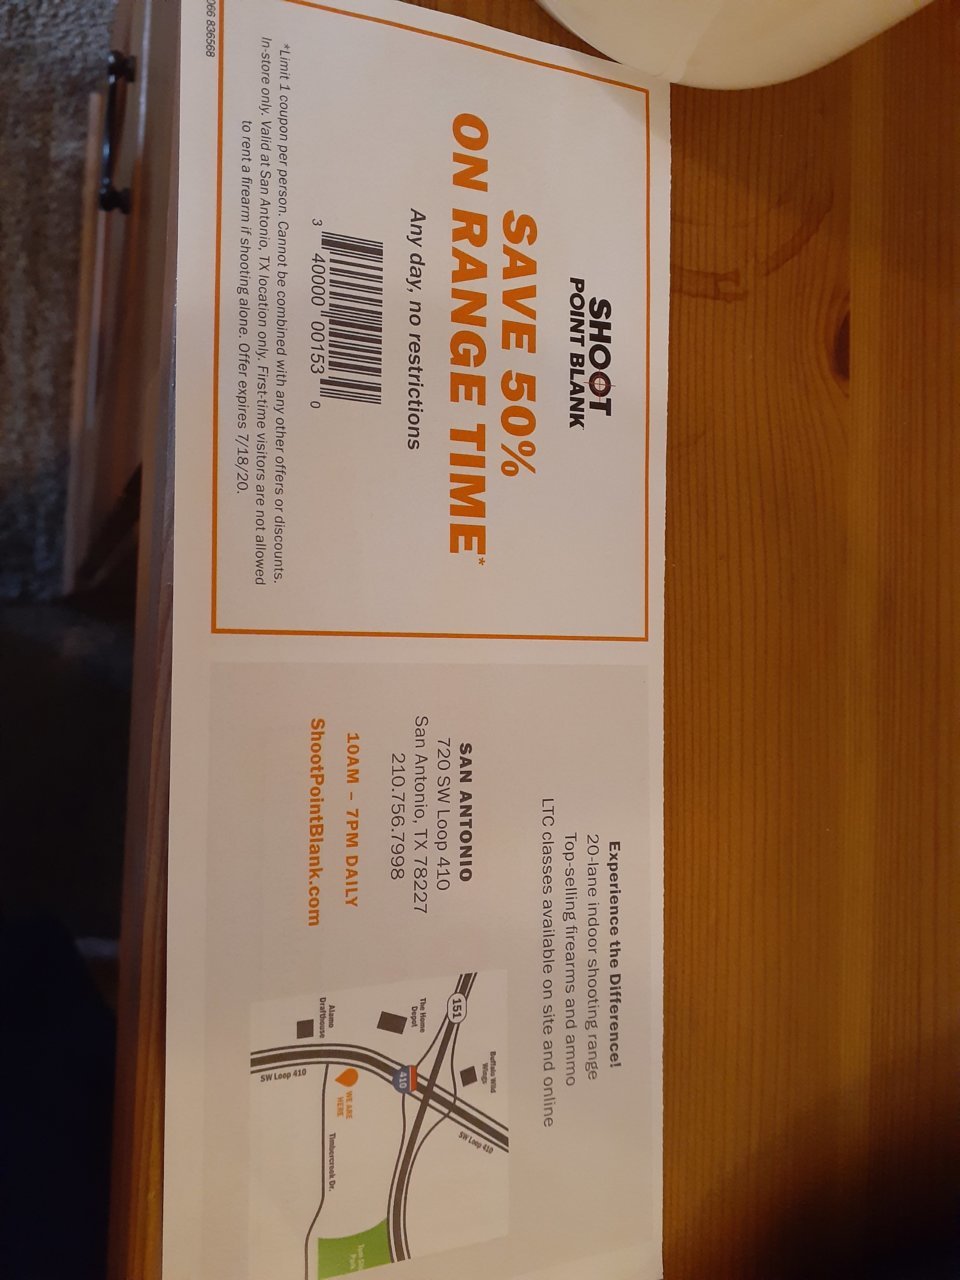 SHOOT
POINT BLANK
SAVE 50%
ON RANGE TIME*
Any day, no restrictions
3 40000 00153 0
*Limit 1 coupon per person. Cannot be combined with any other offers or discounts.
In-store only. Valid at San Antonio, TX location only. First-time visitors are not allowed
to rent a firearm if shooting alone. Offer expires 7/18/20.
066 836568
Experience the Difference!
20-lane indoor shooting range
Top-selling firearms and ammo
LTC classes available on site and online
SAN ANTONIO
720 SW Loop 410
San Antonio, TX 78227
210.756.7998
10AM – 7PM DAILY
ShootPointBlank.com
151
Buffalo Wild
Wings
The Home
Depot
410
SW Loop 410
Alamo
Drafthouse
SW Loop 410
WE ARE
HERE
Timbercreek Dr.
Park